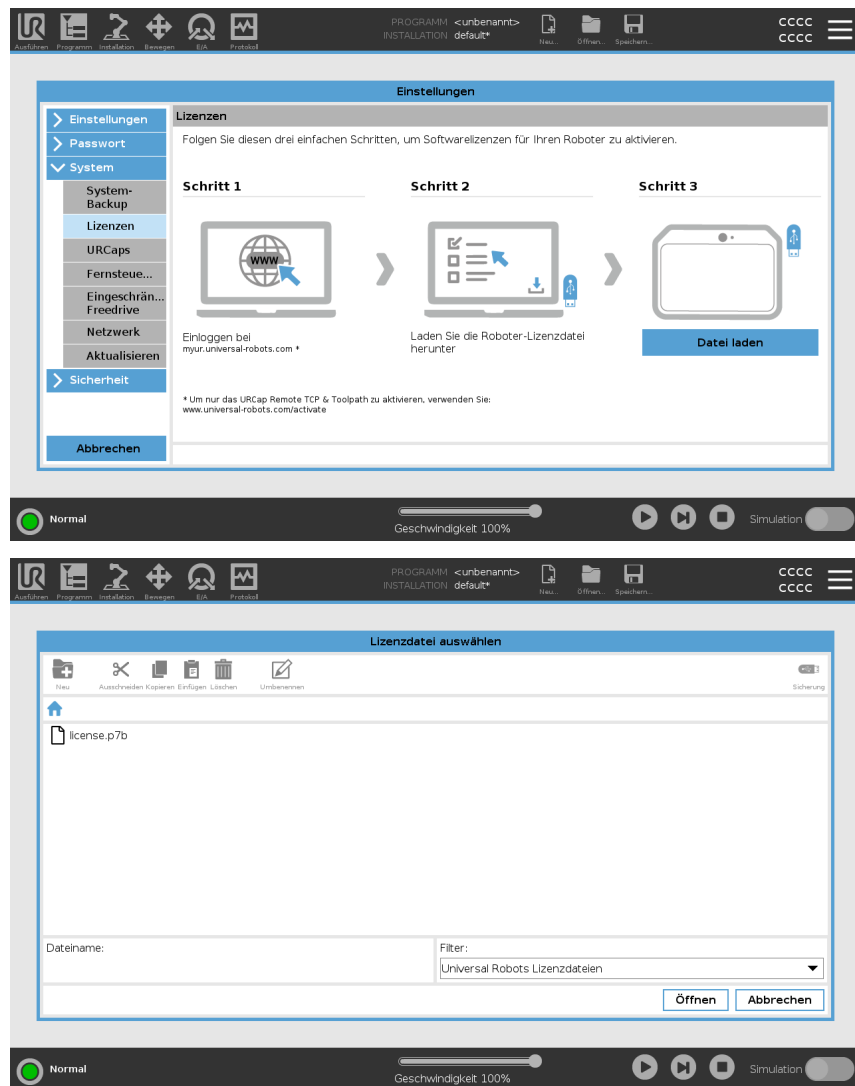 PROGRAMM <unbenannt>
INSTALLATION default*
CCCC
CCCC
Ausführen Programm Installation Bewegen E/A Protokoll
Neu... Öffnen... Speichern...
Einstellungen
Einstellungen
Passwort
System
System-
Backup
Lizenzen
URCaps
Fernsteue...
Eingeschrän...
Freedrive
Netzwerk
Aktualisieren
Sicherheit
Abbrechen
Lizenzen
Folgen Sie diesen drei einfachen Schritten, um Softwarelizenzen für Ihren Roboter zu aktivieren.
Schritt 1
WWW
Einloggen bei
myur.universal-robots.com *
Schritt 2
Laden Sie die Roboter-Lizenzdatei
herunter
Schritt 3
Datei laden
* Um nur das URCap Remote TCP & Toolpath zu aktivieren, verwenden Sie:
www.universal-robots.com/activate
Normal
Geschwindigkeit 100%
Simulation
PROGRAMM <unbenannt>
INSTALLATION default*
CCCC
CCCC
Ausführen Programm Installation Bewegen E/A Protokoll
Neu... Öffnen... Speichern...
Lizenzdatei auswählen
Neu Ausschneiden Kopieren Einfügen Löschen Umbenennen Sicherung
license.p7b
Dateiname:
Filter:
Universal Robots Lizenzdateien
Öffnen Abbrechen
Normal
Geschwindigkeit 100%
Simulation